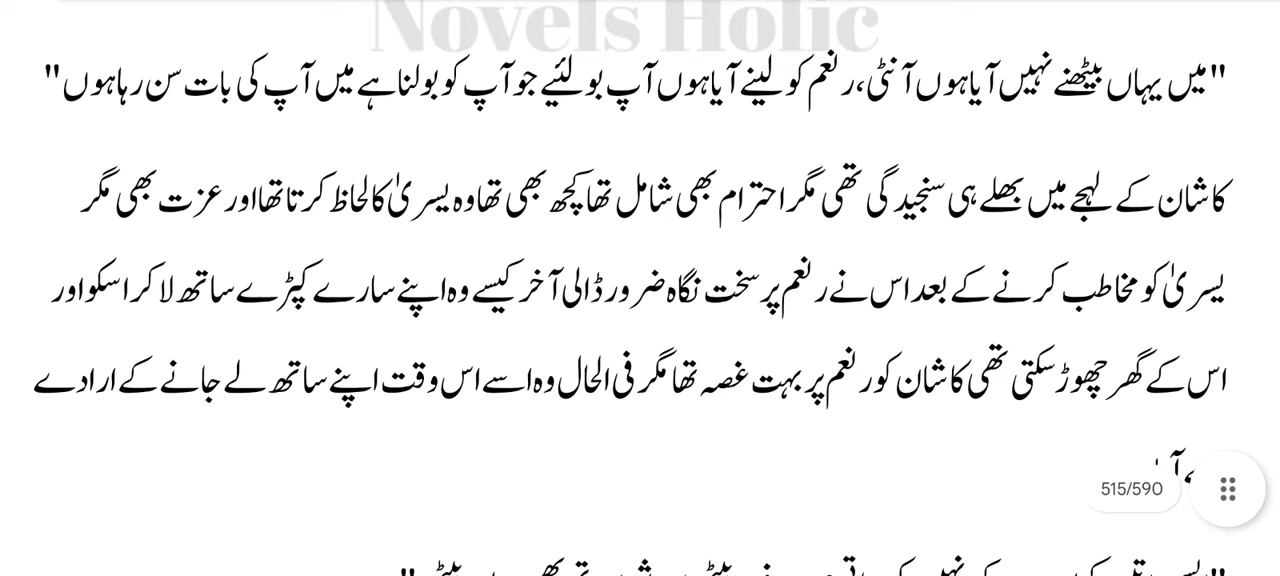 Novels Holic
"میں یہاں بیٹھنے نہیں آیا ہوں آنٹی، رنعم کو لینے آیا ہوں آپ بولئیے جو آپ کو بولنا ہے میں آپ کی بات سن رہا ہوں"
کاشان کے لہجے میں بھلے ہی سنجیدگی تھی مگر احترام بھی شامل تھا کچھ بھی تھا وہ یسریٰ کا لحاظ کرتا تھا اور عزت بھی مگر
یسریٰ کو مخاطب کرنے کے بعد اس نے رنعم پر سخت نگاہ ضرور ڈالی آخر کیسے وہ اپنے سارے کپڑے ساتھ لا کر اسکو اور
اس کے گھر چھوڑ سکتی تھی کاشان کو رنعم پر بہت غصہ تھا مگر فی الحال وہ اسے اس وقت اپنے ساتھ لے جانے کے ارادے
515/590